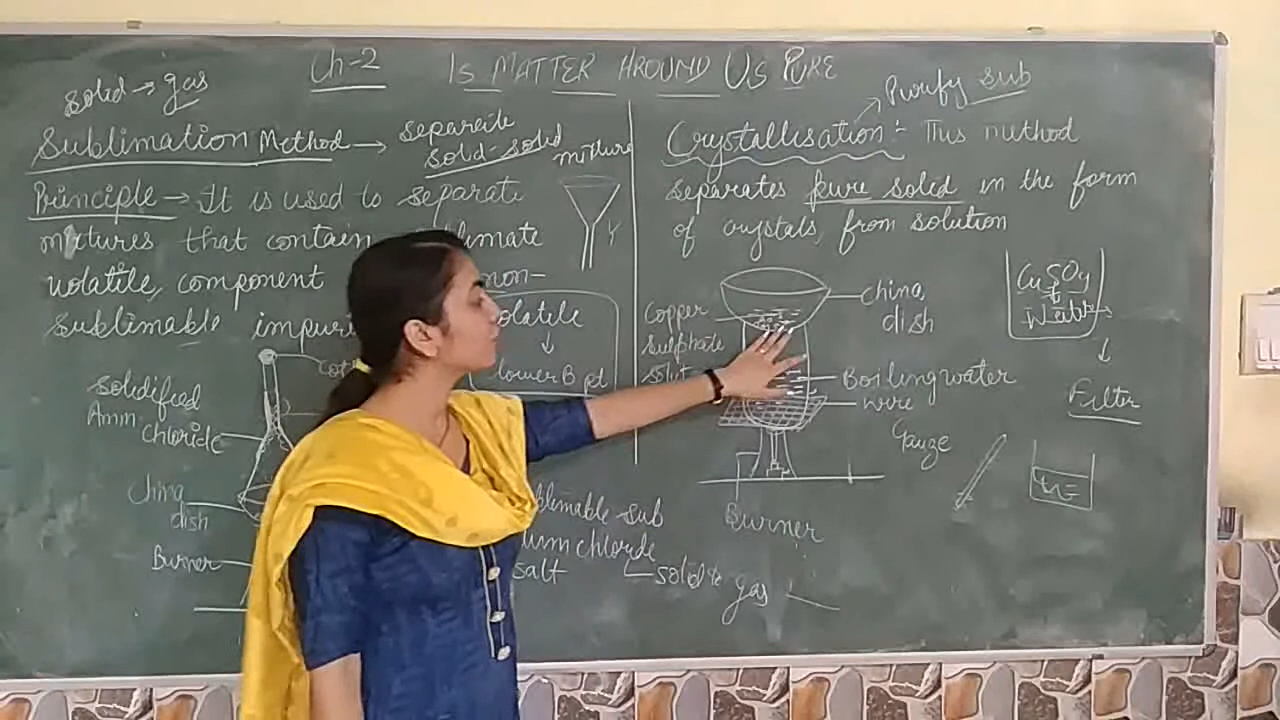 Ch-2 IS MATTER AROUND US PURE
solid → gas
Sublimation Method → separate
solid-solid
mixture
Principle → It is used to separate
mixtures that contain
volatile, component non-
sublimable
volatile
↓
lower B pt
solidified
Amm
chloride
China
dish
Burner
sub
chloride
salt
solid to
gas
Purify sub
Crystallisation :- This method
separates pure solid in the form
of crystals, from solution
Copper
Sulphate
China
dish
Boiling water
Wire
Gauze
Burner
CuSO4
+
Water
↓
Filter